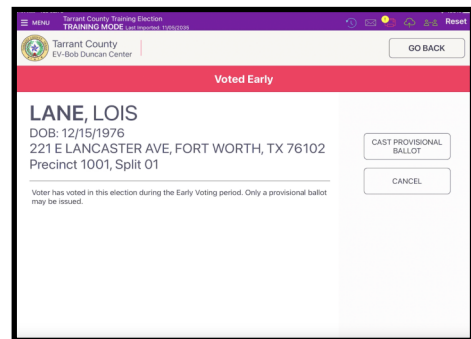 MENU
Tarrant County Training Election
TRAINING MODE Last Imported: 11/05/2035
Reset
Tarrant County
EV-Bob Duncan Center
GO BACK
Voted Early
LANE, LOIS
DOB: 12/15/1976
221 E LANCASTER AVE, FORT WORTH, TX 76102
Precinct 1001, Split 01
Voter has voted in this election during the Early Voting period. Only a provisional ballot
may be issued.
CAST PROVISIONAL
BALLOT
CANCEL